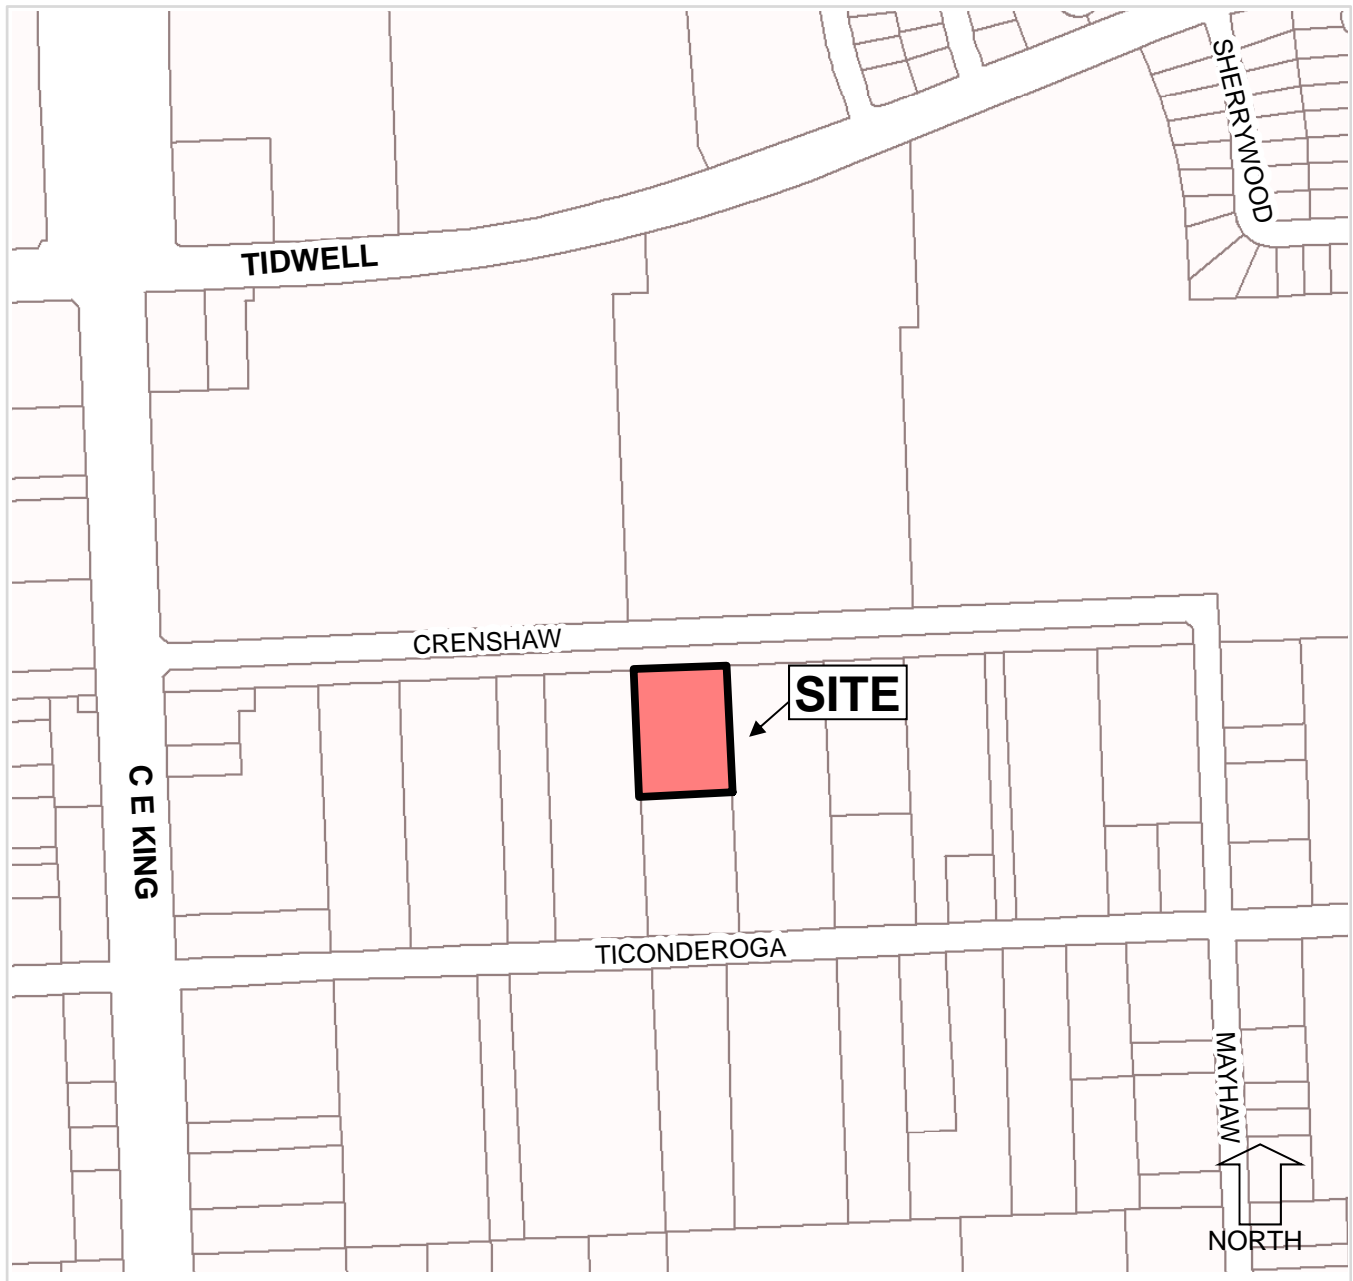 SHERRYWOOD
TIDWELL
CRENSHAW
SITE
C E KING
TICONDEROGA
MAYHAW
NORTH